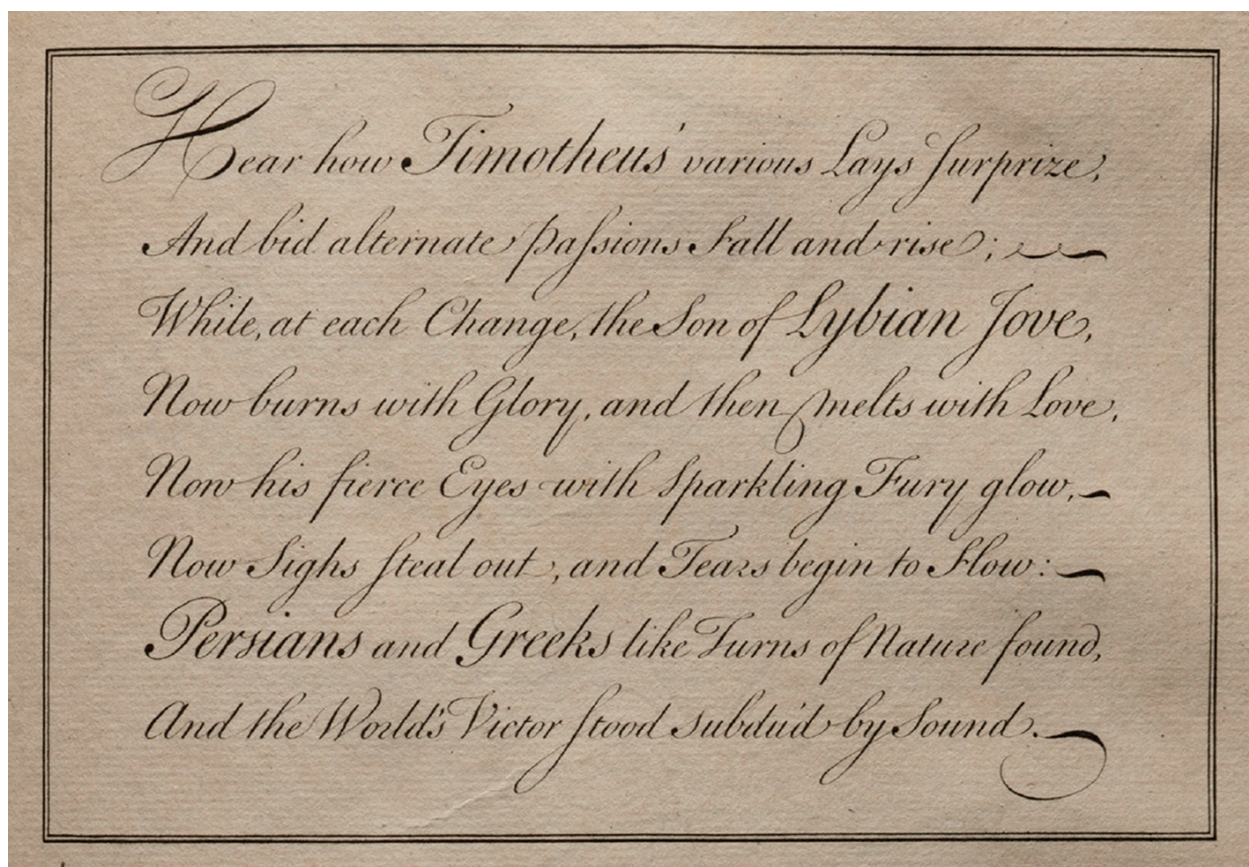 Hear how Timotheus' various Lays Surprize,
And bid alternate paſsions Fall and rise;
While, at each Change, the Son of Lybian Jove,
Now burns with Glory, and then melts with Love,
Now his fierce Eyes with Sparkling Fury glow,
Now Sighs ſteal out, and Tears begin to Flow:
Persians and Greeks like Turns of Nature found,
And the World's Victor ſtood subdu'd by Sound.